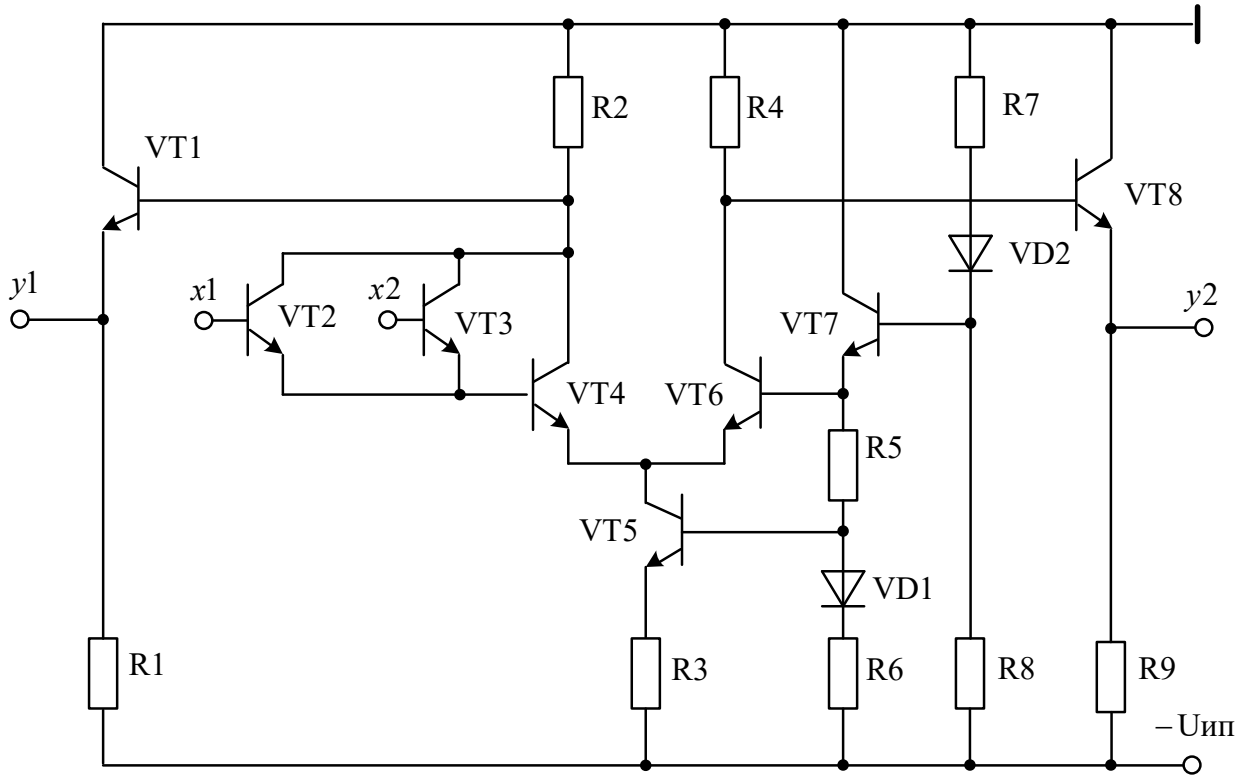 R2
R4
R7
VT1
VT8
VD2
y1
x1
x2
y2
VT2
VT3
VT7
VT4
VT6
R5
VT5
VD1
R1
R3
R6
R8
R9
– Uип